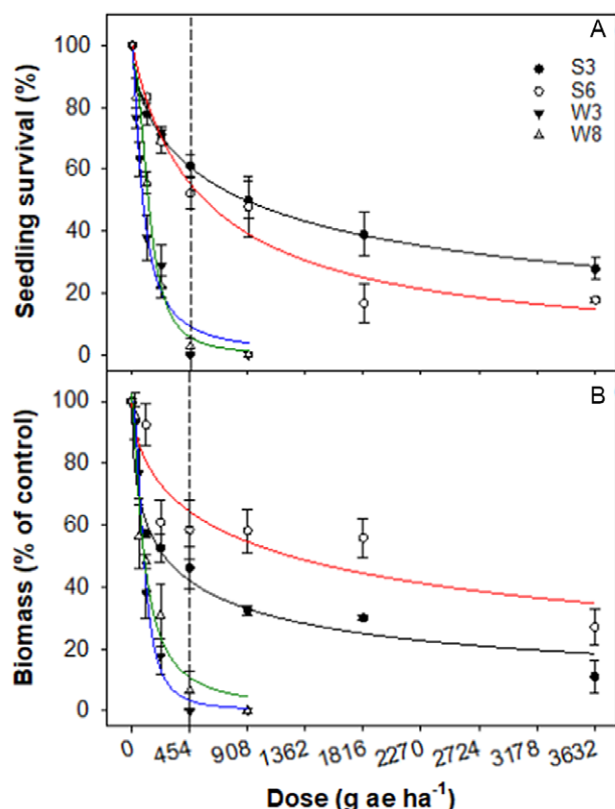 A
Seedling survival (%)
100
80
60
40
20
0
S3
S6
W3
W8
B
Biomass (% of control)
100
80
60
40
20
0
0 454 908 1362 1816 2270 2724 3178 3632
Dose (g ae ha⁻¹)